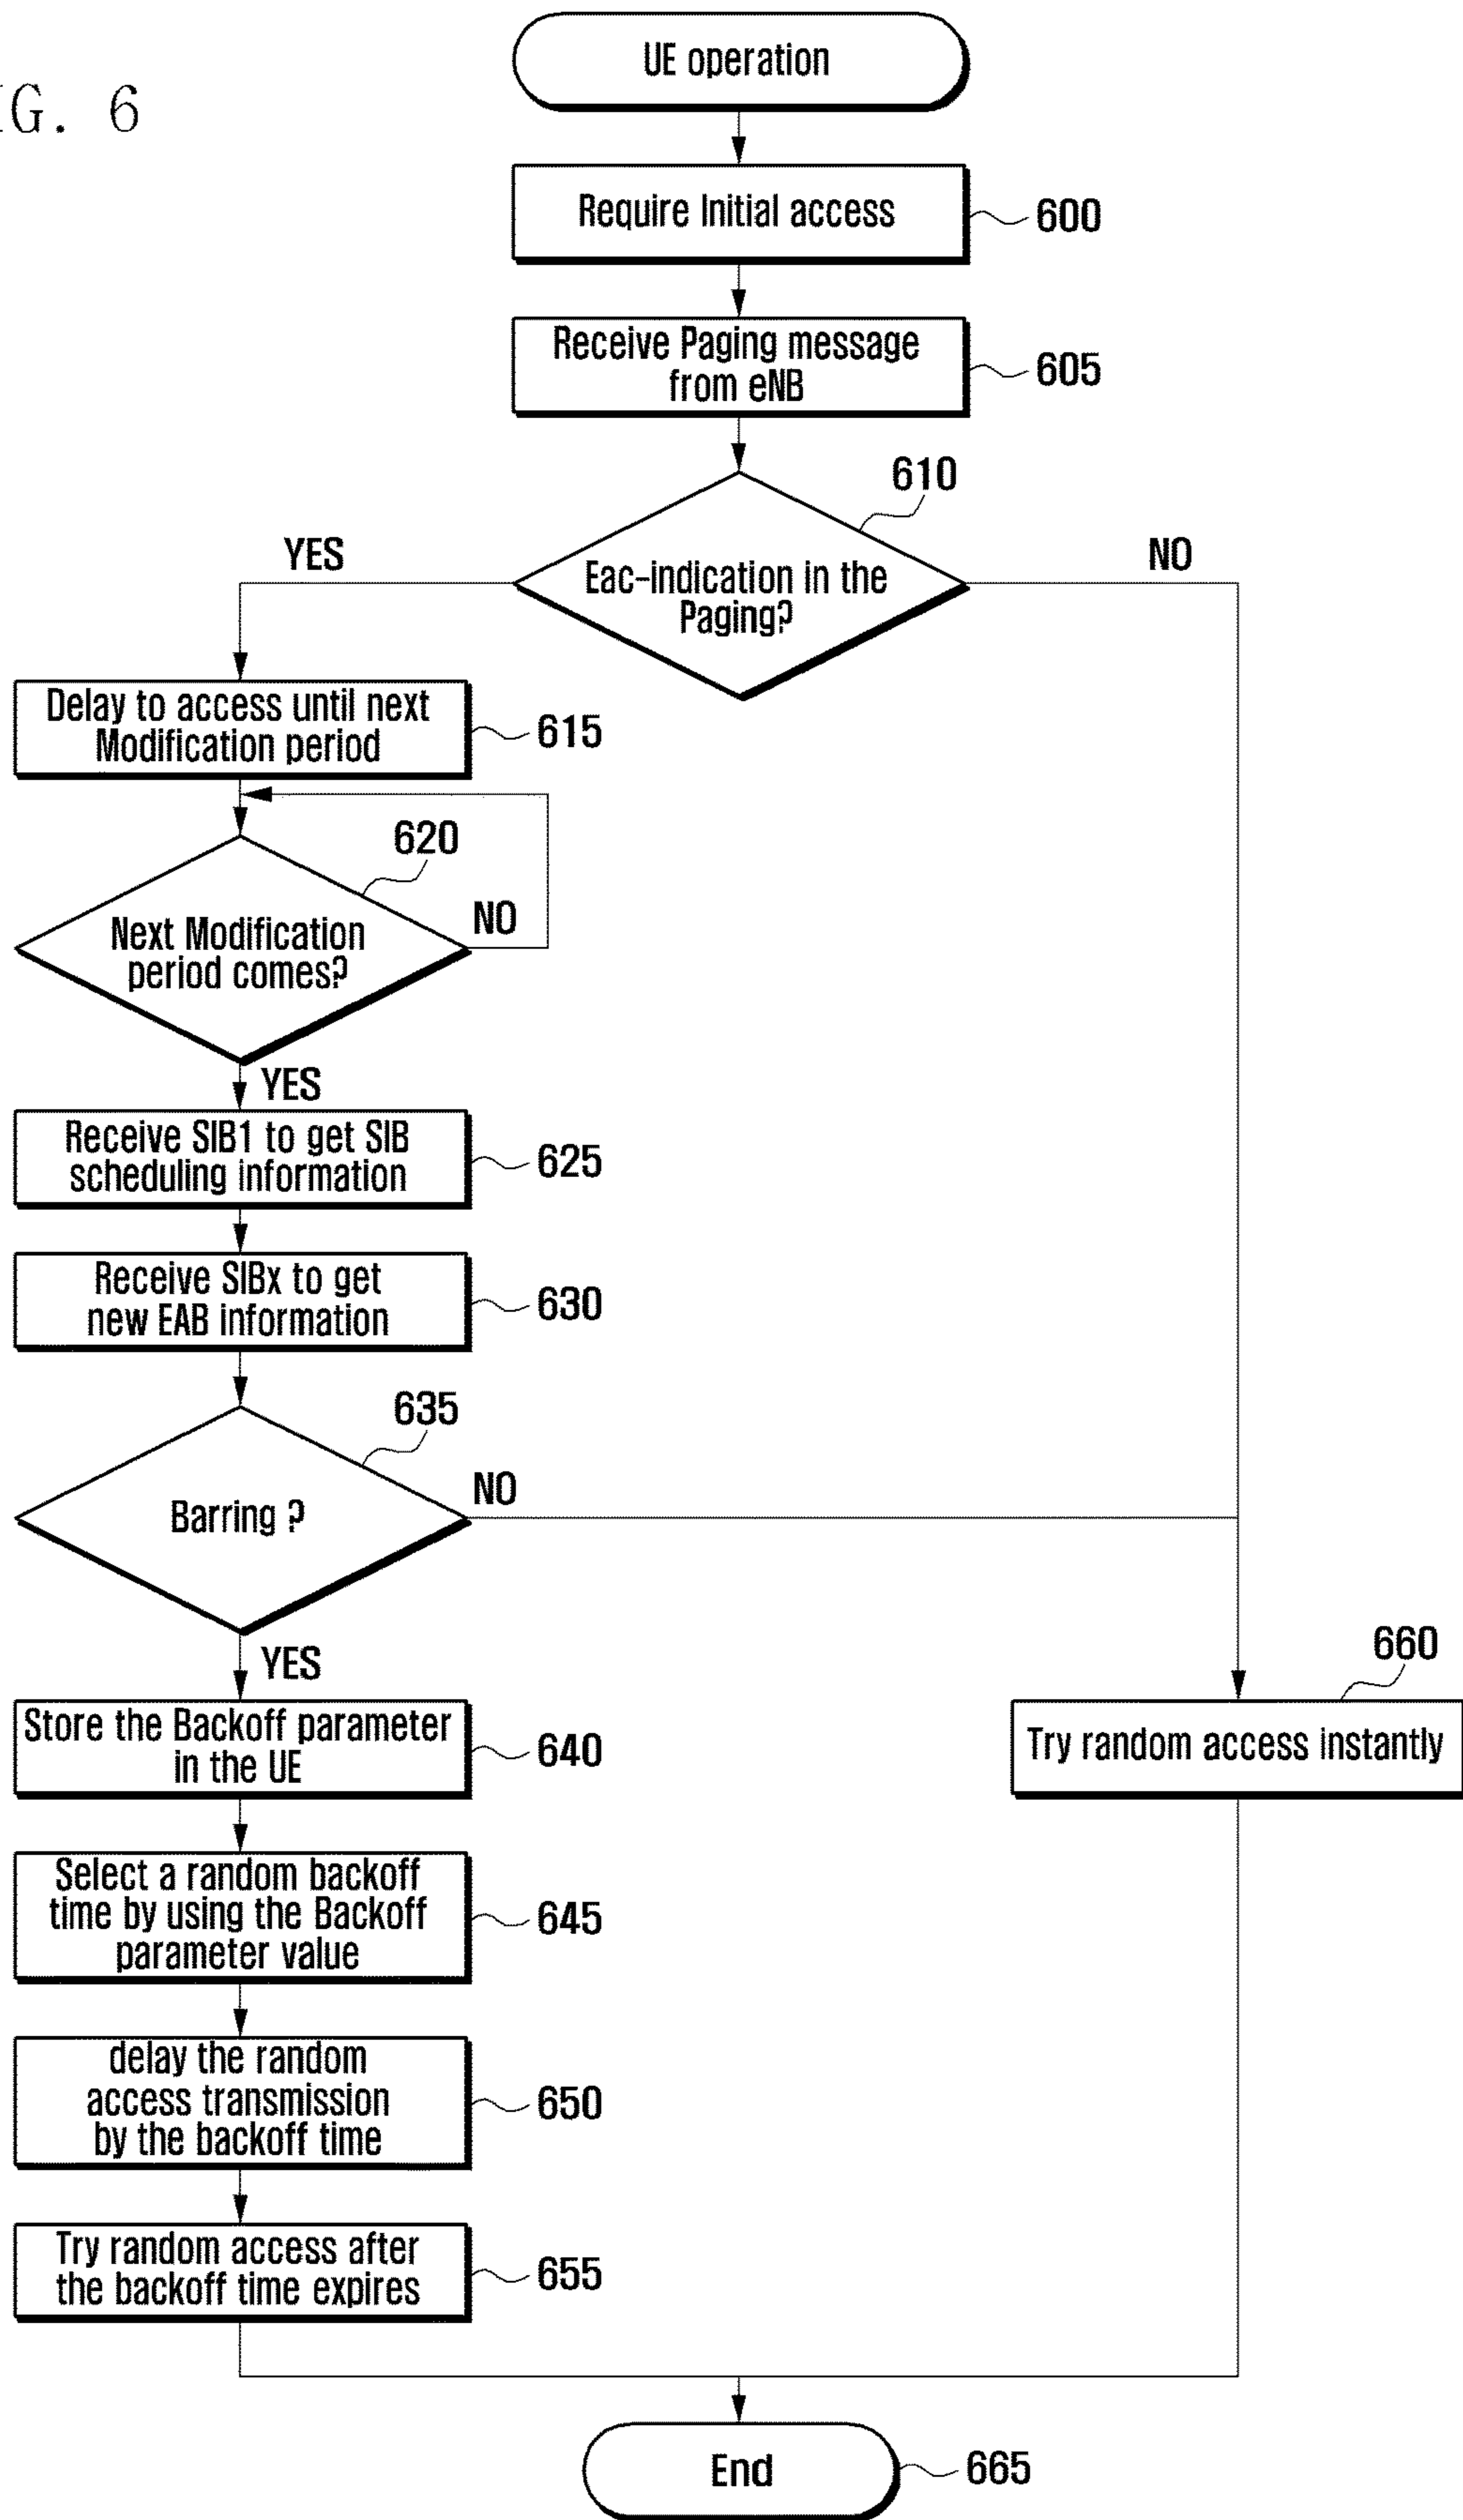 IG. 6
UE operation
Require Initial access
600
Receive Paging message
from eNB
605
610
YES
NO
Eac-indication in the
Paging?
Delay to access until next
Modification period
615
620
Next Modification
period comes?
NO
YES
Receive SIB1 to get SIB
scheduling information
625
Receive SIBx to get
new EAB information
630
635
Barring ?
NO
YES
660
Store the Backoff parameter
in the UE
640
Try random access instantly
Select a random backoff
time by using the Backoff
parameter value
645
delay the random
access transmission
by the backoff time
650
Try random access after
the backoff time expires
655
End
665